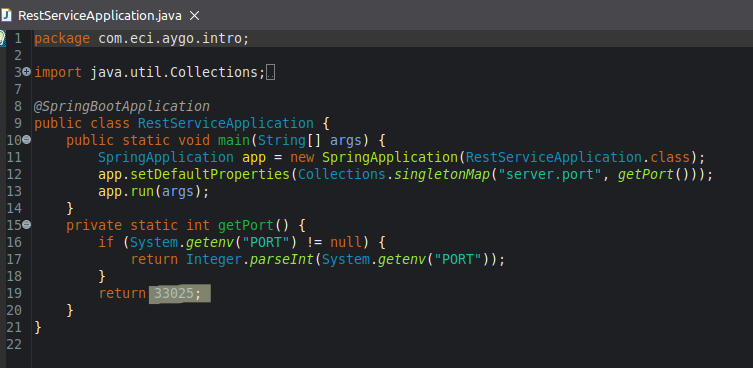 RestServiceApplication.java
1 package com.eci.aygo.intro;
2
3 import java.util.Collections;
7
8 @SpringBootApplication
9 public class RestServiceApplication {
10 public static void main(String[] args) {
11 SpringApplication app = new SpringApplication(RestServiceApplication.class);
12 app.setDefaultProperties(Collections.singletonMap("server.port", getPort()));
13 app.run(args);
14 }
15 private static int getPort() {
16 if (System.getenv("PORT") != null) {
17 return Integer.parseInt(System.getenv("PORT"));
18 }
19 return 33025;
20 }
21 }
22